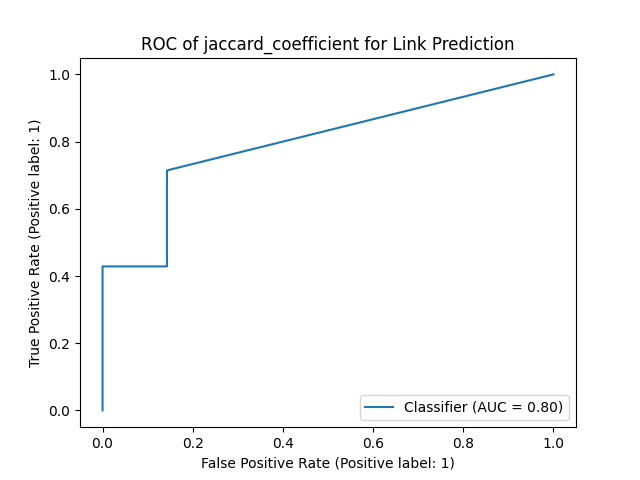 ROC of jaccard_coefficient for Link Prediction
True Positive Rate (Positive label: 1)
1.0
0.8
0.6
0.4
0.2
0.0
Classifier (AUC = 0.80)
0.0 0.2 0.4 0.6 0.8 1.0
False Positive Rate (Positive label: 1)